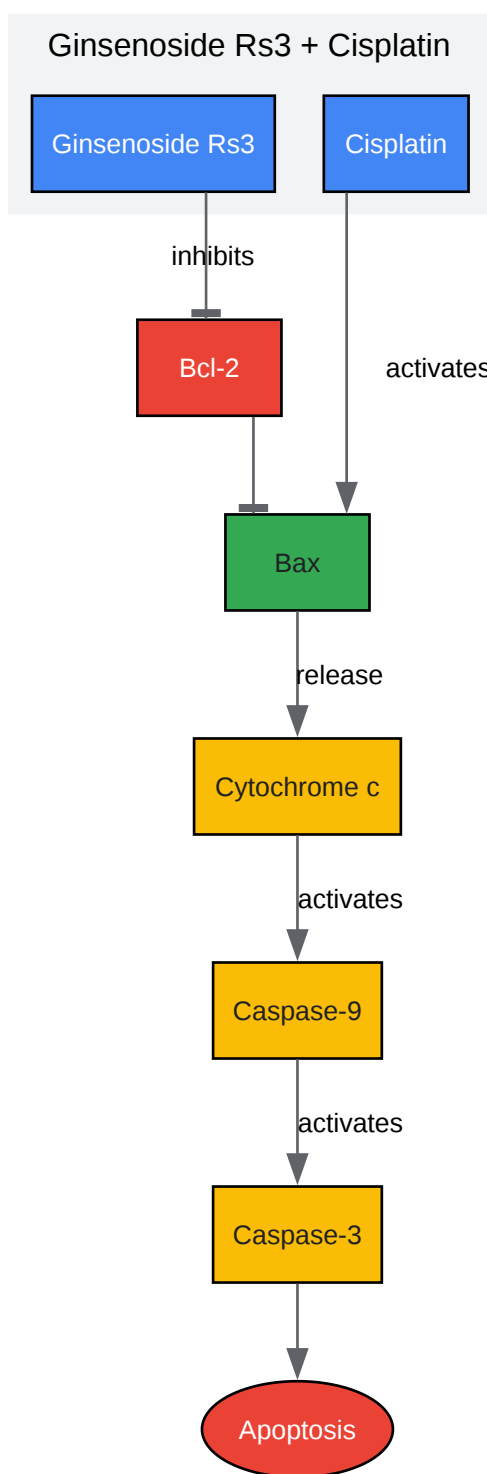 Ginsenoside Rs3 + Cisplatin
Ginsenoside Rs3
Cisplatin
inhibits
Bcl-2
activates
Bax
release
Cytochrome c
activates
Caspase-9
activates
Caspase-3
Apoptosis